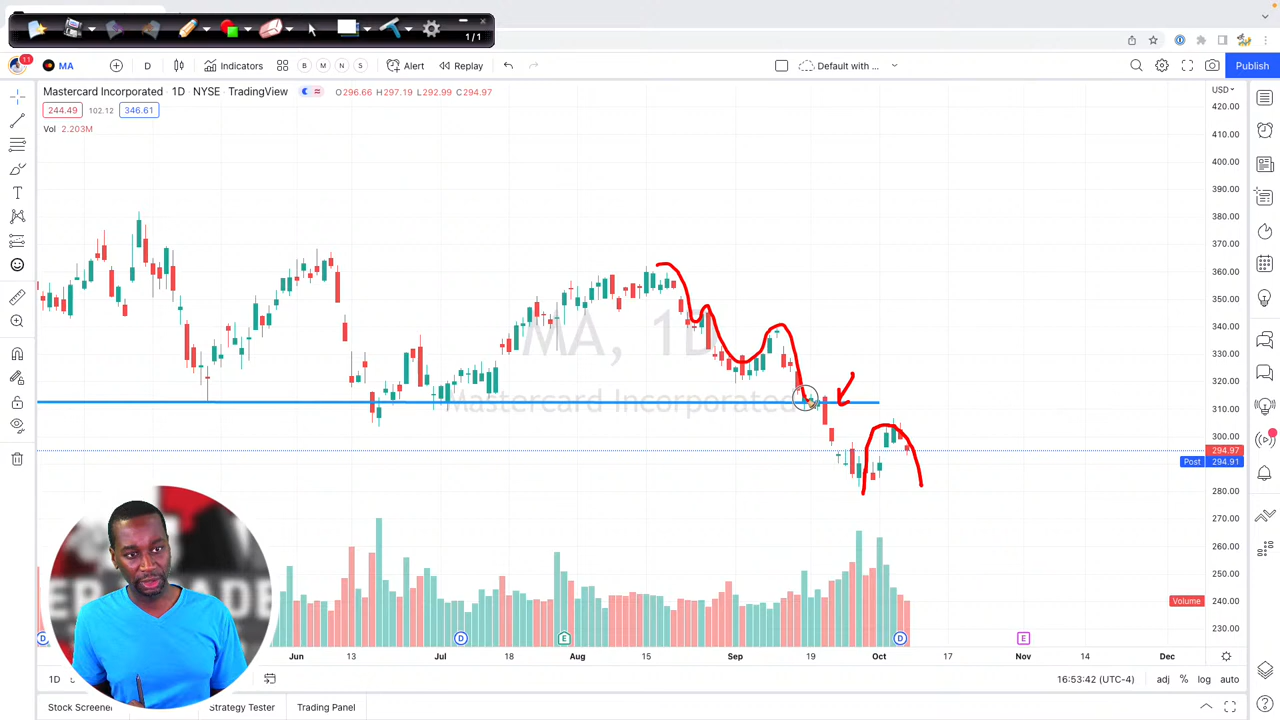 1 / 1
11
MA
D
Indicators
B M N S
Alert
Replay
Default with ...
Publish
Mastercard Incorporated · 1D · NYSE · TradingView
O296.66 H297.19 L292.99 C294.97
244.49
102.12
346.61
Vol 2.203M
USD
420.00
410.00
400.00
390.00
380.00
370.00
360.00
350.00
340.00
330.00
320.00
310.00
300.00
294.97
Post 294.91
280.00
270.00
260.00
250.00
240.00
230.00
MA, 1D
Mastercard Incorporated
Volume
D
D
E
D
E
Jun 13 Jul 18 Aug 15 Sep 19 Oct 17 Nov 14 Dec
1D
16:53:42 (UTC-4)
adj % log auto
Stock Screener
Strategy Tester
Trading Panel